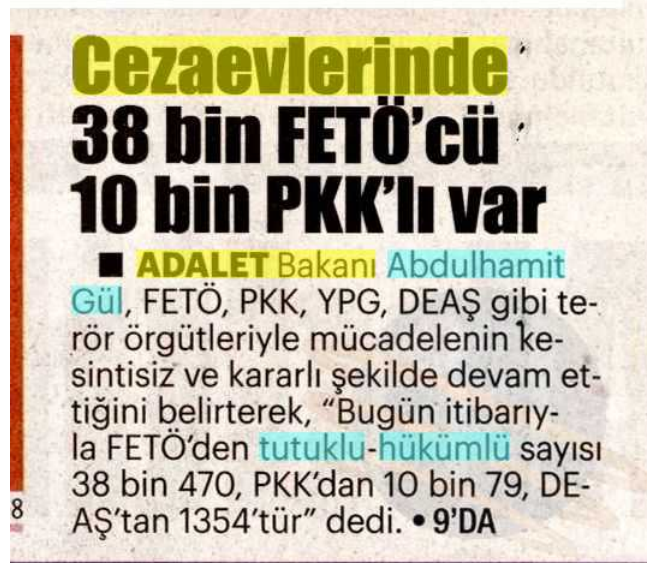 Cezaevlerinde
38 bin FETÖ'cü
10 bin PKK'lı var
■ ADALET Bakanı Abdulhamit
Gül, FETÖ, PKK, YPG, DEAŞ gibi te-
rör örgütleriyle mücadelenin ke-
sintisiz ve kararlı şekilde devam et-
tiğini belirterek, “Bugün itibarıy-
la FETÖ'den tutuklu-hükümlü sayısı
38 bin 470, PKK'dan 10 bin 79, DE-
AŞ'tan 1354'tür” dedi. • 9'DA
8